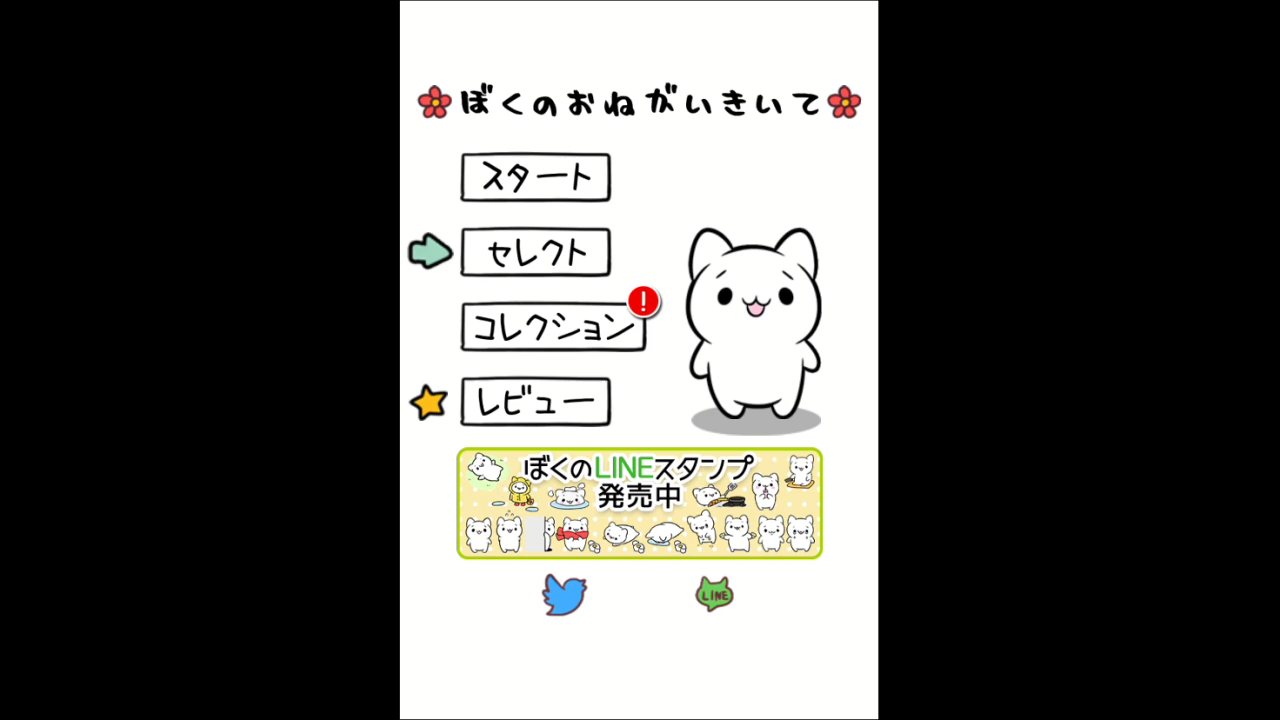 ぼくのおねがいきいて
スタート
セレクト
コレクション
!
レビュー
ぼくのLINEスタンプ
発売中
LINE